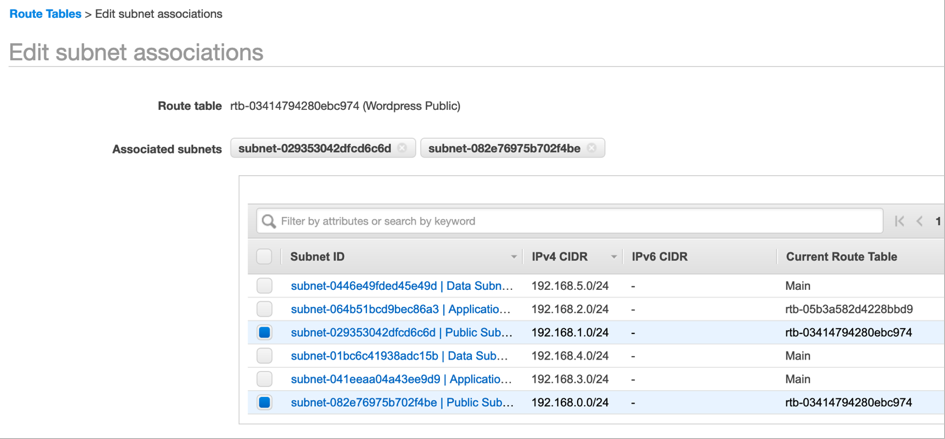 Route Tables > Edit subnet associations
Edit subnet associations
Route table rtb-03414794280ebc974 (Wordpress Public)
Associated subnets subnet-029353042dfcd6c6d subnet-082e76975b702f4be
Filter by attributes or search by keyword 1
Subnet ID IPv4 CIDR IPv6 CIDR Current Route Table
subnet-0446e49fded45e49d | Data Subn... 192.168.5.0/24 - Main
subnet-064b51bcd9bec86a3 | Applicatio... 192.168.2.0/24 - rtb-05b3a582d4228bbd9
subnet-029353042dfcd6c6d | Public Sub... 192.168.1.0/24 - rtb-03414794280ebc974
subnet-01bc6c41938adc15b | Data Sub... 192.168.4.0/24 - Main
subnet-041eeaa04a43ee9d9 | Applicatio... 192.168.3.0/24 - Main
subnet-082e76975b702f4be | Public Sub... 192.168.0.0/24 - rtb-03414794280ebc974